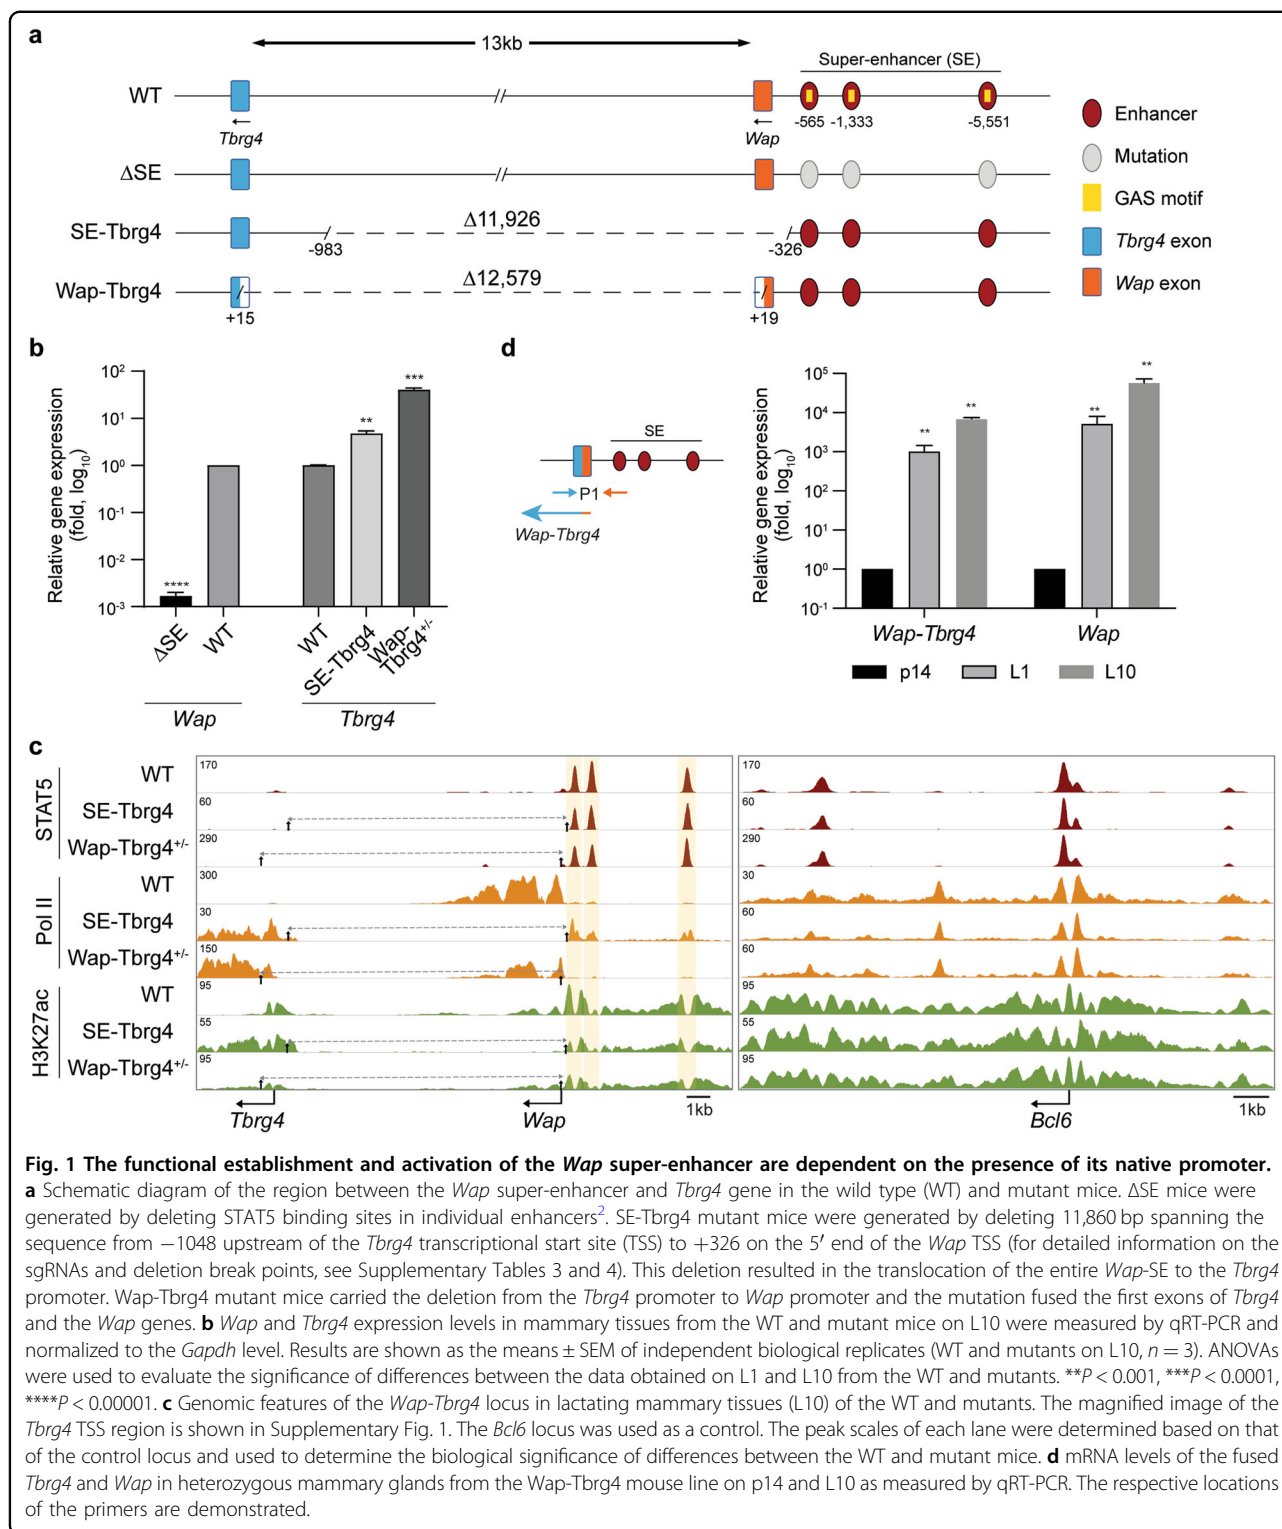 a
13kb
Super-enhancer (SE)
WT
-565 -1,333 -5,551
Tbrg4 Wap
ΔSE
SE-Tbrg4
Δ11,926
-983 -326
Wap-Tbrg4
Δ12,579
+15 +19
Enhancer
Mutation
GAS motif
Tbrg4 exon
Wap exon
b
Relative gene expression
(fold, log₁₀)
10²
10¹
10⁰
10⁻¹
10⁻²
10⁻³
****
**
***
ΔSE
WT
WT
SE-Tbrg4
Wap-
Tbrg4⁺/⁻
Wap Tbrg4
d
SE
P1
Wap-Tbrg4
Relative gene expression
(fold, log₁₀)
10⁵
10⁴
10³
10²
10¹
10⁰
10⁻¹
** ** ** **
Wap-Tbrg4 Wap
p14 L1 L10
c
STAT5
WT 170 170
SE-Tbrg4 60 60
Wap-Tbrg4⁺/⁻ 290 290
Pol II
WT 300 30
SE-Tbrg4 30 60
Wap-Tbrg4⁺/⁻ 150 60
H3K27ac
WT 95 95
SE-Tbrg4 55 55
Wap-Tbrg4⁺/⁻ 95 95
Tbrg4 Wap 1kb Bcl6 1kb
Fig. 1 The functional establishment and activation of the Wap super-enhancer are dependent on the presence of its native promoter.
a Schematic diagram of the region between the Wap super-enhancer and Tbrg4 gene in the wild type (WT) and mutant mice. ΔSE mice were
generated by deleting STAT5 binding sites in individual enhancers². SE-Tbrg4 mutant mice were generated by deleting 11,860 bp spanning the
sequence from −1048 upstream of the Tbrg4 transcriptional start site (TSS) to +326 on the 5′ end of the Wap TSS (for detailed information on the
sgRNAs and deletion break points, see Supplementary Tables 3 and 4). This deletion resulted in the translocation of the entire Wap-SE to the Tbrg4
promoter. Wap-Tbrg4 mutant mice carried the deletion from the Tbrg4 promoter to Wap promoter and the mutation fused the first exons of Tbrg4
and the Wap genes. b Wap and Tbrg4 expression levels in mammary tissues from the WT and mutant mice on L10 were measured by qRT-PCR and
normalized to the Gapdh level. Results are shown as the means ± SEM of independent biological replicates (WT and mutants on L10, n = 3). ANOVAs
were used to evaluate the significance of differences between the data obtained on L1 and L10 from the WT and mutants. **P < 0.001, ***P < 0.0001,
****P < 0.00001. c Genomic features of the Wap-Tbrg4 locus in lactating mammary tissues (L10) of the WT and mutants. The magnified image of the
Tbrg4 TSS region is shown in Supplementary Fig. 1. The Bcl6 locus was used as a control. The peak scales of each lane were determined based on that
of the control locus and used to determine the biological significance of differences between the WT and mutant mice. d mRNA levels of the fused
Tbrg4 and Wap in heterozygous mammary glands from the Wap-Tbrg4 mouse line on p14 and L10 as measured by qRT-PCR. The respective locations
of the primers are demonstrated.